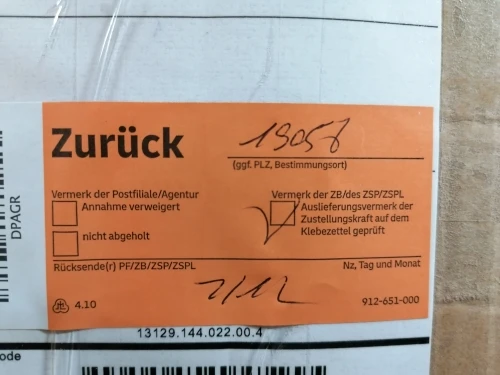 Zurück
19057
(ggf. PLZ, Bestimmungsort)
Vermerk der Postfiliale/Agentur
Annahme verweigert
nicht abgeholt
Vermerk der ZB/des ZSP/ZSPL
Auslieferungsvermerk der
Zustellungskraft auf dem
Klebezettel geprüft
Rücksende(r) PF/ZB/ZSP/ZSPL
Nz, Tag und Monat
4.10
912-651-000
DPAGR
13129.144.022.00.4
ode